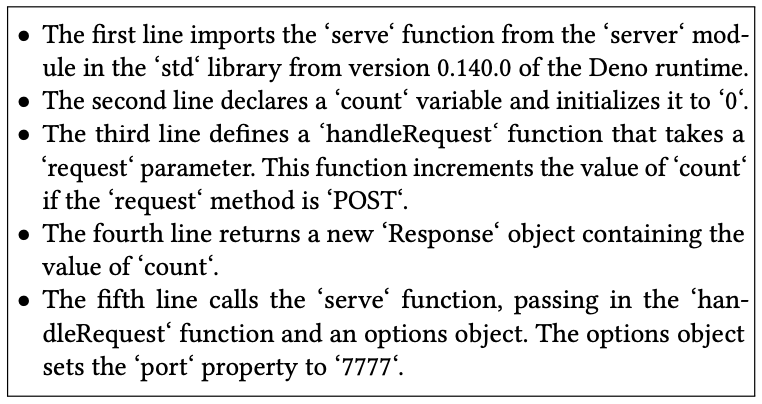 • The first line imports the ‘serve‘ function from the ‘server‘ mod-
ule in the ‘std‘ library from version 0.140.0 of the Deno runtime.
• The second line declares a ‘count‘ variable and initializes it to ‘0‘.
• The third line defines a ‘handleRequest‘ function that takes a
‘request‘ parameter. This function increments the value of ‘count‘
if the ‘request‘ method is ‘POST‘.
• The fourth line returns a new ‘Response‘ object containing the
value of ‘count‘.
• The fifth line calls the ‘serve‘ function, passing in the ‘han-
dleRequest‘ function and an options object. The options object
sets the ‘port‘ property to ‘7777‘.